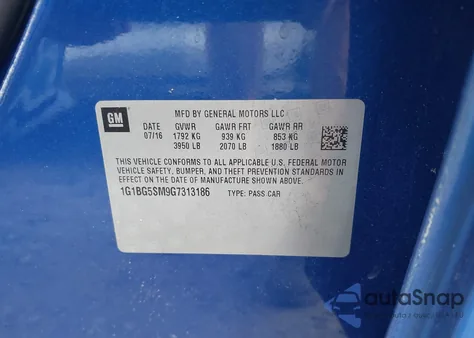 GM
MFD BY GENERAL MOTORS LLC
07/16 GVWR GAWR FRT GAWR RR
1792 KG 939 KG 853 KG
3950 LB 2070 LB 1880 LB
THIS VEHICLE CONFORMS TO ALL APPLICABLE U.S. FEDERAL MOTOR
VEHICLE SAFETY, BUMPER, AND THEFT PREVENTION STANDARDS
IN EFFECT ON THE DATE OF MANUFACTURE SHOWN ABOVE.
1G1BG5SM9G7313186 TYPE: PASS CAR
autoSnap